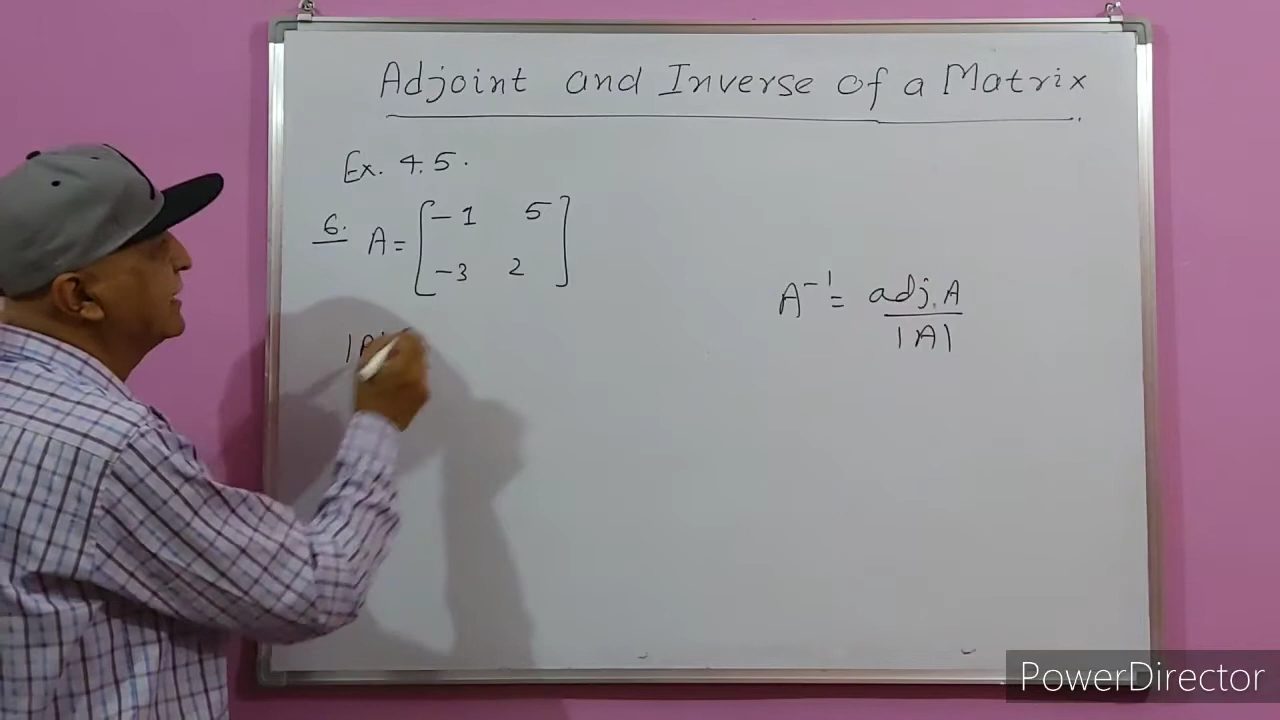 Adjoint and Inverse of a Matrix
Ex. 4.5.
6. A = [ -1 5
-3 2 ]
A⁻¹ = adj. A
|A|
|A|
PowerDirector